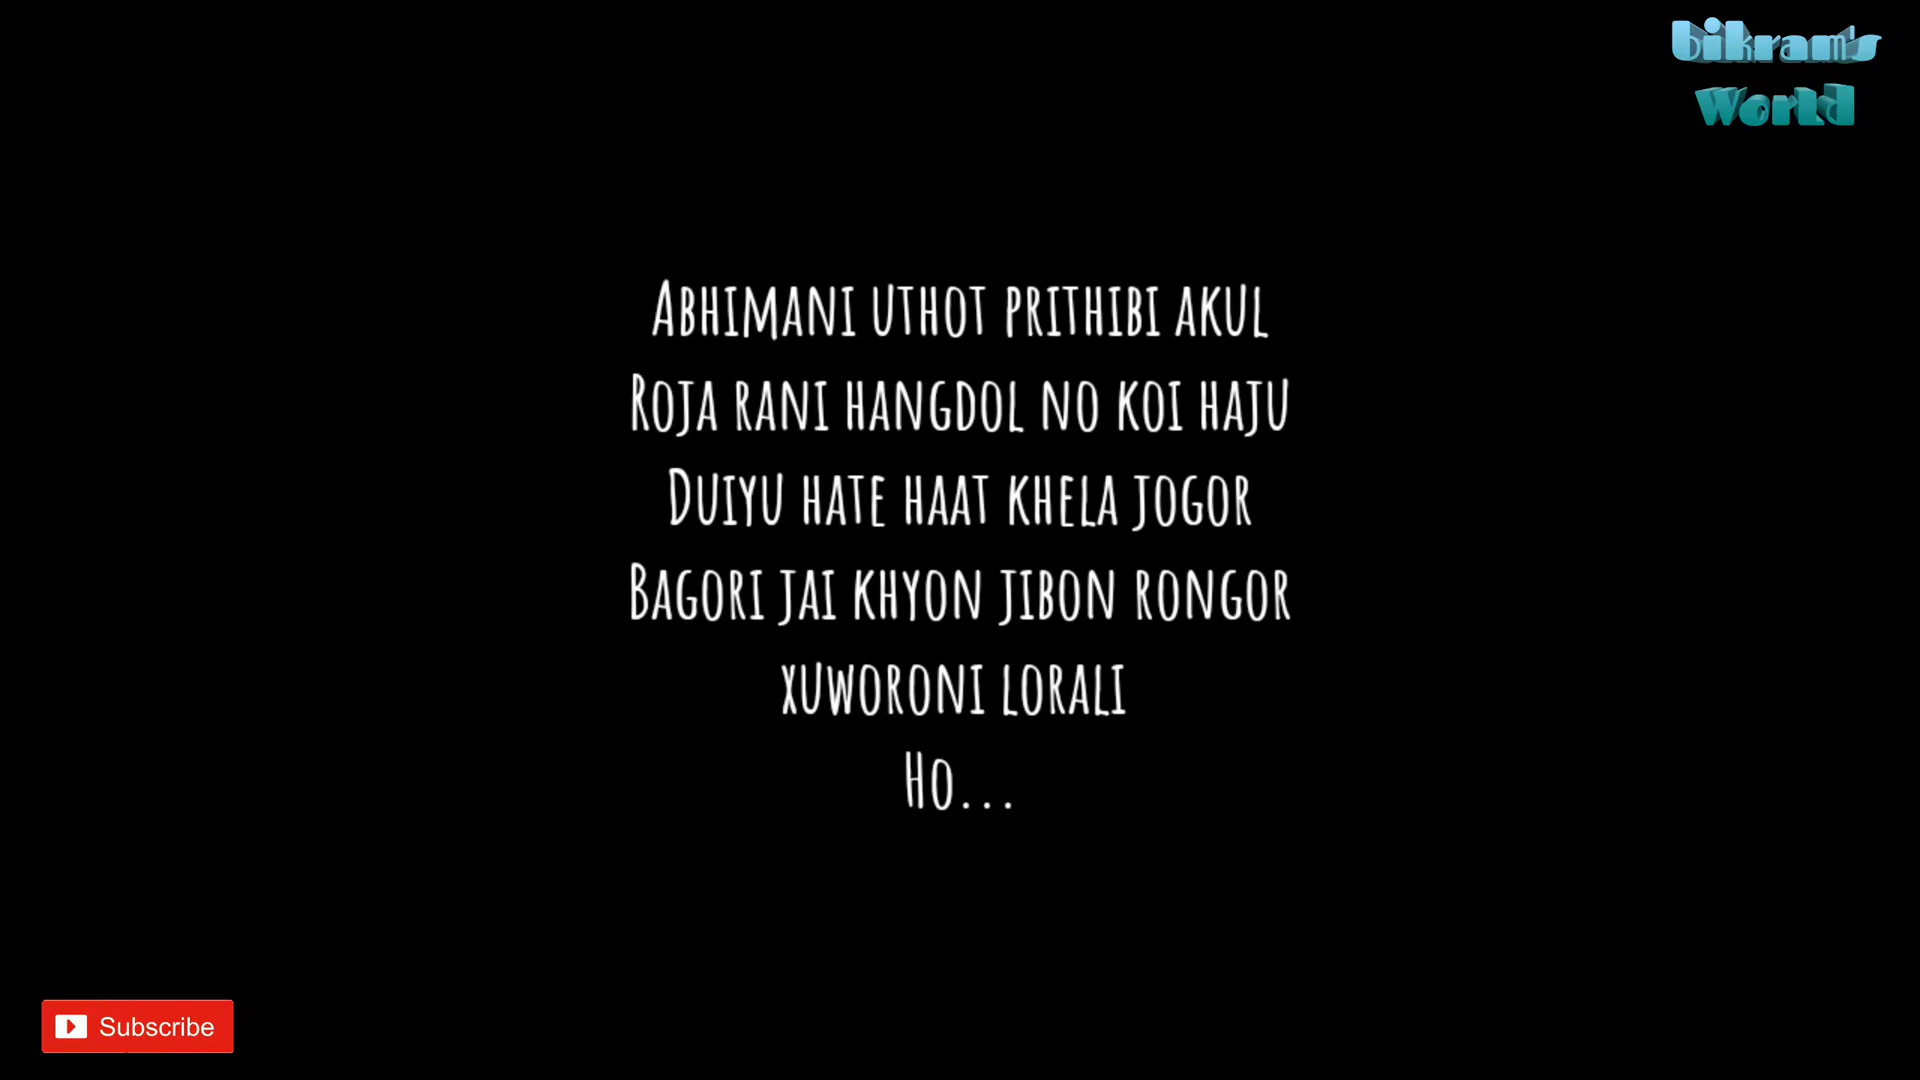 bikram's
World
Abhimani uthot prithibi akul
Roja rani hangdol no koi haju
Duiyu hate haat khela jogor
Bagori jai khyon jibon rongor
xuworoni lorali
Ho...
Subscribe